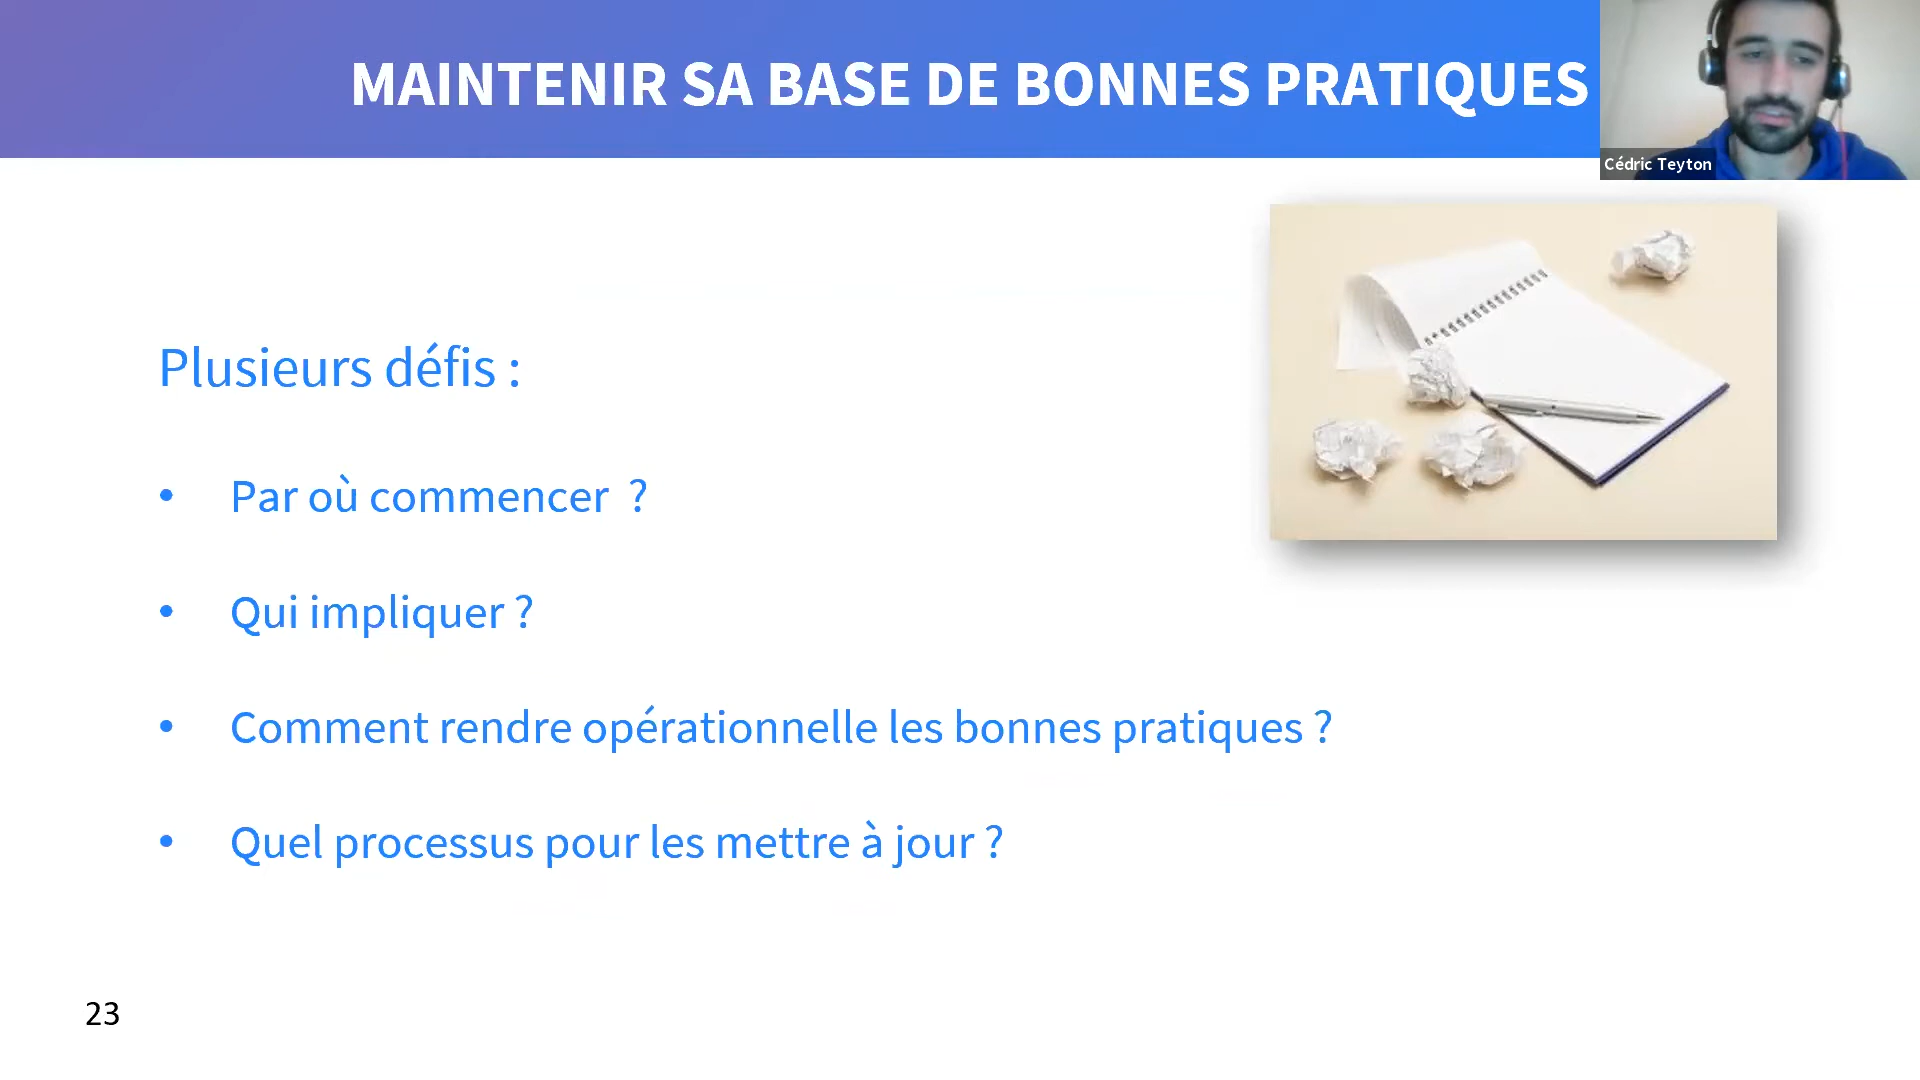 MAINTENIR SA BASE DE BONNES PRATIQUES
Cédric Teyton
Plusieurs défis :
• Par où commencer  ?
• Qui impliquer ?
• Comment rendre opérationnelle les bonnes pratiques ?
• Quel processus pour les mettre à jour ?
23